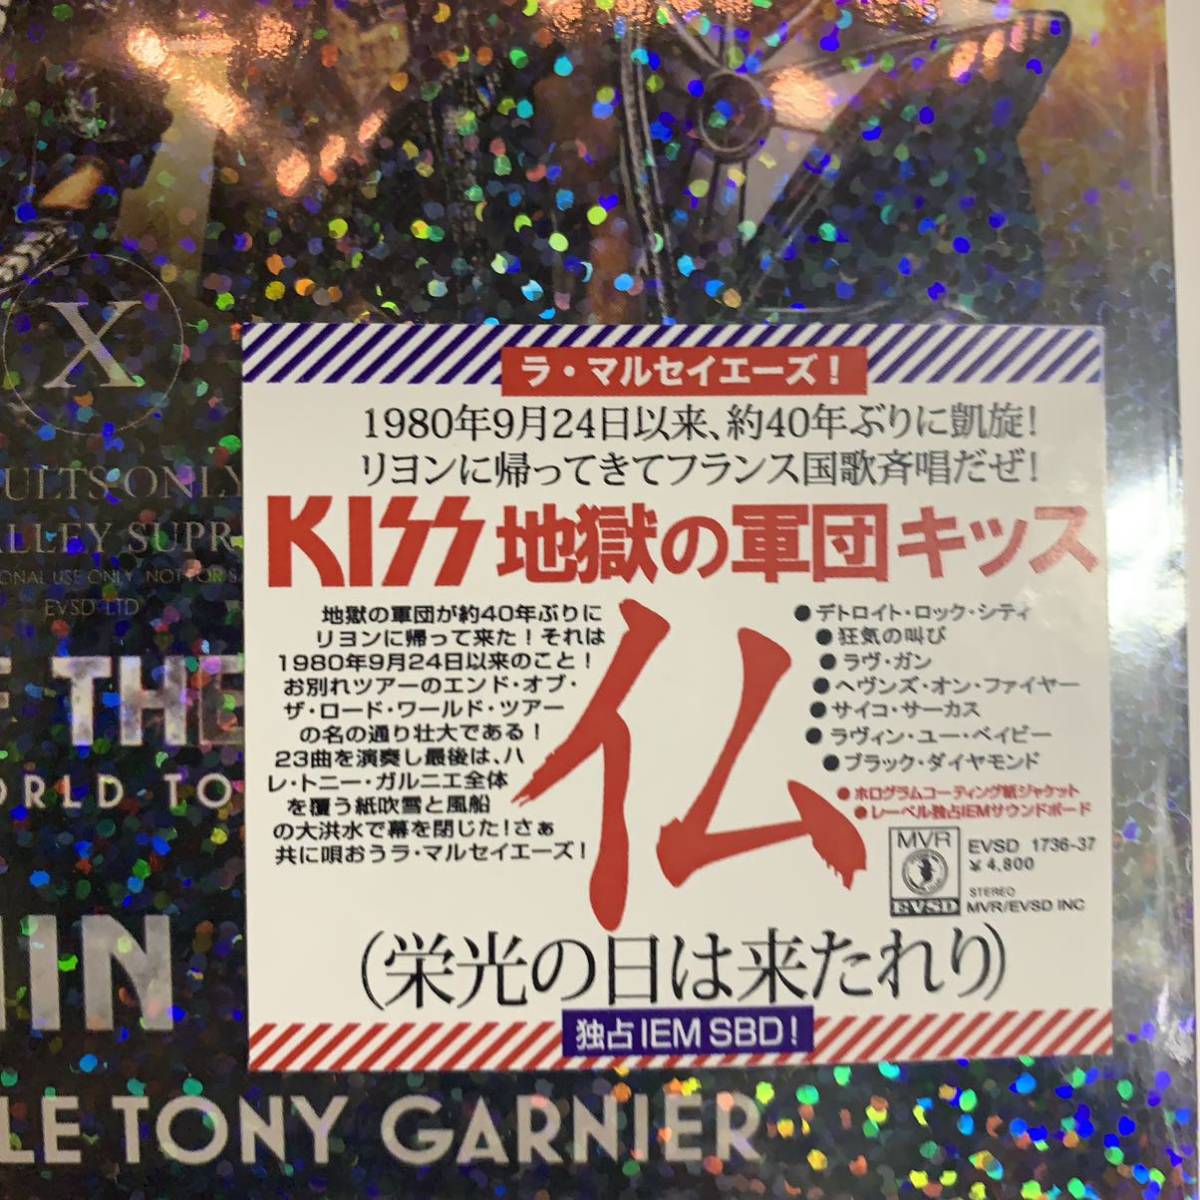 X
ULTS ONLY
ALLEY SUPR
ONAL USE ONLY NOT FOR SA
EVSD LTD
F THE
ORLD TO
IN
LE TONY GARNIER
ラ・マルセイエーズ!
1980年9月24日以来、約40年ぶりに凱旋!
リヨンに帰ってきてフランス国歌斉唱だぜ!
KISS 地獄の軍団キッス
地獄の軍団が約40年ぶりに
リヨンに帰って来た!それは
1980年9月24日以来のこと!
お別れツアーのエンド・オブ・
ザ・ロード・ワールド・ツアー
の名の通り壮大である!
23曲を演奏し最後は、ハ
レ・トニー・ガルニエ全体
を覆う紙吹雪と風船
の大洪水で幕を閉じた!さぁ
共に唄おうラ・マルセイエーズ!
仏
●デトロイト・ロック・シティ
●狂気の叫び
●ラヴ・ガン
●ヘヴンズ・オン・ファイヤー
●サイコ・サーカス
●ラヴィン・ユー・ベイビー
●ブラック・ダイヤモンド
●ホログラムコーティング紙ジャケット
●レーベル独占IEMサウンドボード
MVR
EVSD
EVSD 1736-37
¥4,800
STEREO
MVR/EVSD INC
(栄光の日は来たれり)
独占IEM SBD!